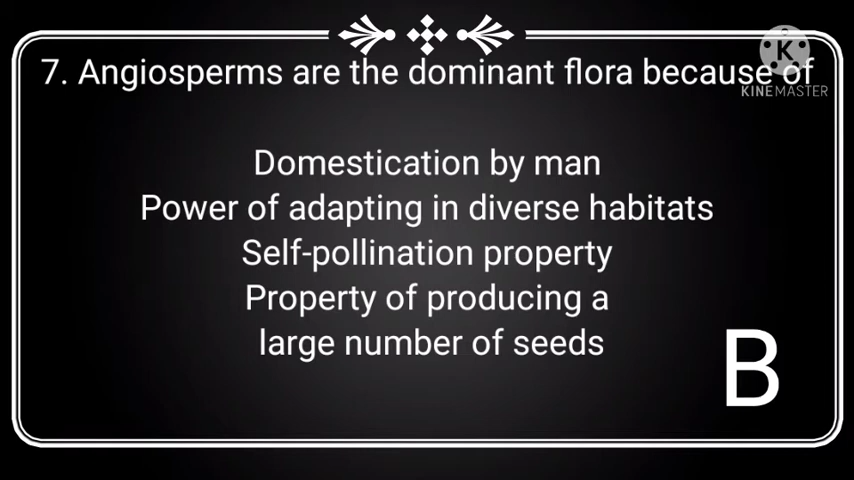 7. Angiosperms are the dominant flora because of
K
KINEMASTER
Domestication by man
Power of adapting in diverse habitats
Self-pollination property
Property of producing a
large number of seeds
B